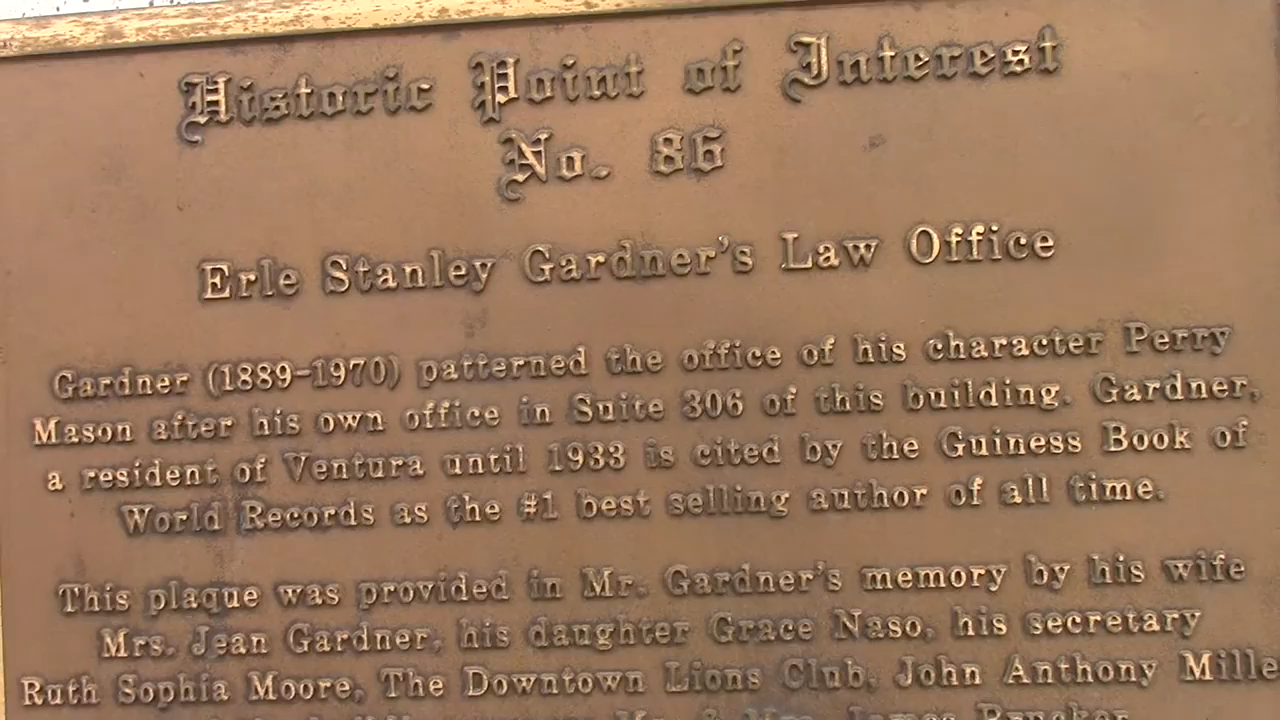 Historic Point of Interest
No. 86
Erle Stanley Gardner's Law Office
Gardner (1889-1970) patterned the office of his character Perry
Mason after his own office in Suite 306 of this building. Gardner,
a resident of Ventura until 1933 is cited by the Guiness Book of
World Records as the #1 best selling author of all time.
This plaque was provided in Mr. Gardner's memory by his wife
Mrs. Jean Gardner, his daughter Grace Naso, his secretary
Ruth Sophia Moore, The Downtown Lions Club, John Anthony Mille
Mr. & Mrs. James